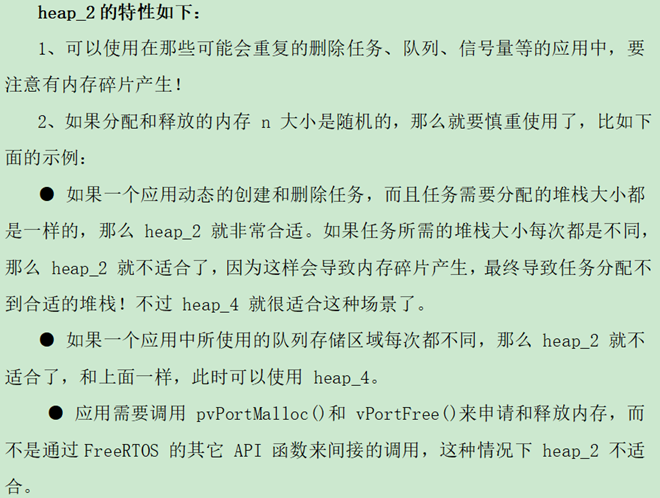 heap_2的特性如下：
1、可以使用在那些可能会重复的删除任务、队列、信号量等的应用中，要
注意有内存碎片产生！
2、如果分配和释放的内存 n 大小是随机的，那么就要慎重使用了，比如下
面的示例：
● 如果一个应用动态的创建和删除任务，而且任务需要分配的堆栈大小都
是一样的，那么 heap_2 就非常合适。如果任务所需的堆栈大小每次都是不同，
那么 heap_2 就不适合了，因为这样会导致内存碎片产生，最终导致任务分配不
到合适的堆栈！不过 heap_4 就很适合这种场景了。
● 如果一个应用中所使用的队列存储区域每次都不同，那么 heap_2 就不
适合了，和上面一样，此时可以使用 heap_4。
● 应用需要调用 pvPortMalloc()和 vPortFree()来申请和释放内存，而
不是通过FreeRTOS 的其它 API 函数来间接的调用，这种情况下 heap_2 不适
合。